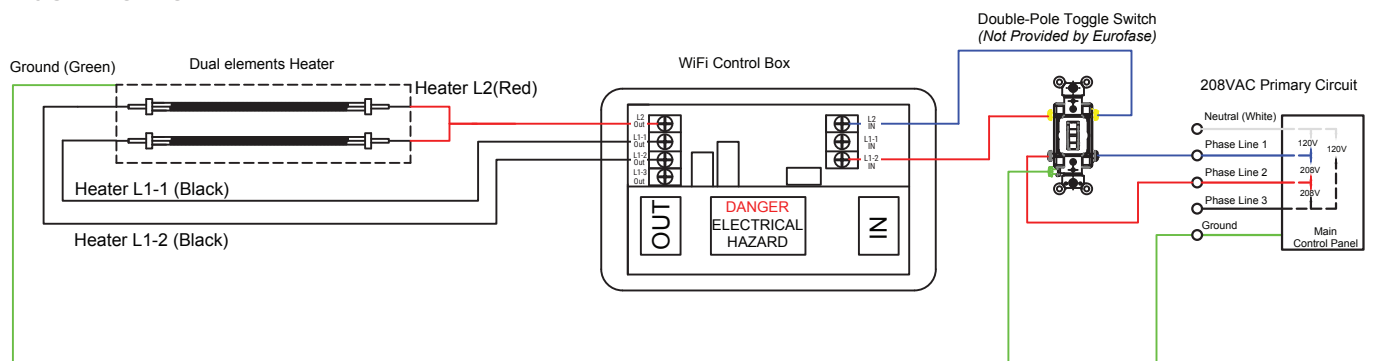 Double-Pole Toggle Switch
(Not Provided by Eurofase)
Ground (Green)
Dual elements Heater
WiFi Control Box
208VAC Primary Circuit
Heater L2(Red)
Neutral (White)
Phase Line 1
Phase Line 2
Phase Line 3
Ground
120V
120V
208V
208V
Main
Control Panel
L2
Out
L1-1
Out
L1-2
Out
L1-3
Out
L2
IN
L1-1
IN
L1-2
IN
Heater L1-1 (Black)
Heater L1-2 (Black)
OUT
DANGER
ELECTRICAL
HAZARD
IN